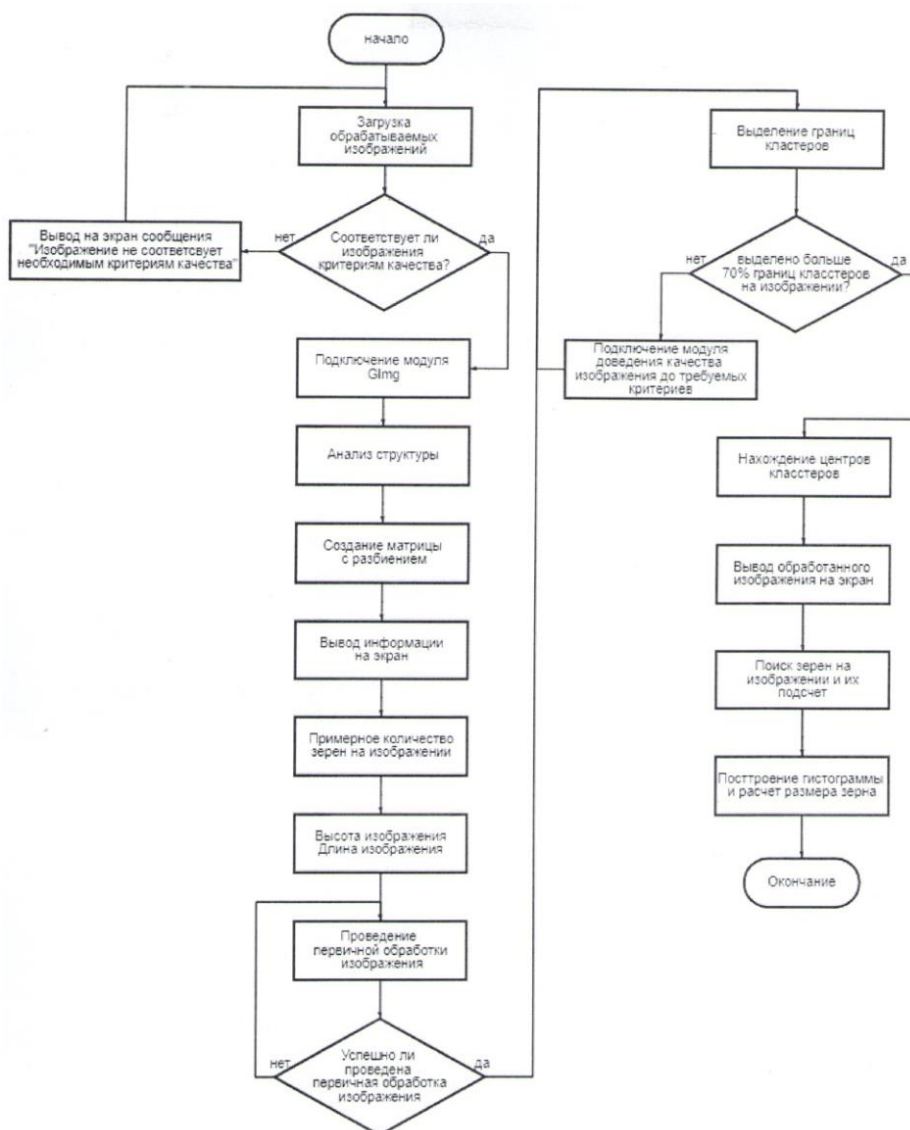 начало
Загрузка
обрабатываемых
изображений
Соответствует ли
изображения
критериям качества?
нет
да
Вывод на экран сообщения
"Изображение не соответсвует
необходимым критериям качества"
Подключение модуля
GImg
Анализ структуры
Создание матрицы
с разбиением
Вывод информации
на экран
Примерное количество
зерен на изображении
Высота изображения
Длина изображения
Проведение
первичной обработки
изображения
Успешно ли
проведена
первичная обработка
изображения
нет
да
Выделение границ
кластеров
выделено больше
70% границ класстеров
на изображении?
нет
да
Подключение модуля
доведения качества
изображения до требуемых
критериев
Нахождение центров
класстеров
Вывод обработанного
изображения на экран
Поиск зерен на
изображении и их
подсчет
Посттроение гистограммы
и расчет размера зерна
Окончание